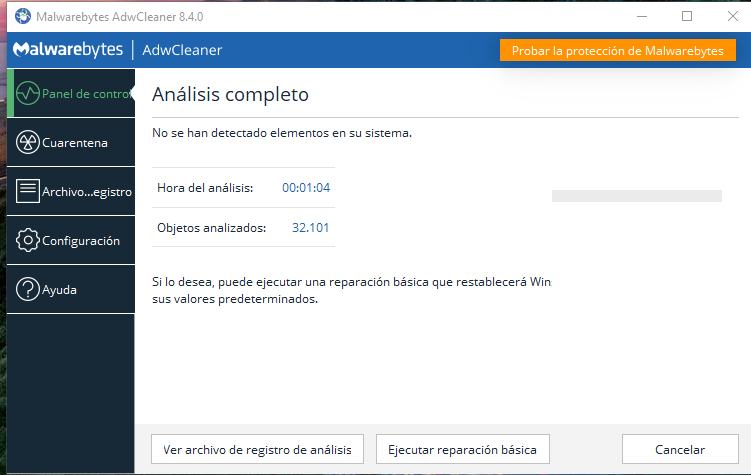 Malwarebytes AdwCleaner 8.4.0
Malwarebytes | AdwCleaner
Probar la protección de Malwarebytes
Panel de contro
Cuarentena
Archivo...egistro
Configuración
Ayuda
Análisis completo
No se han detectado elementos en su sistema.
Hora del análisis: 00:01:04
Objetos analizados: 32.101
Si lo desea, puede ejecutar una reparación básica que restablecerá Win
sus valores predeterminados.
Ver archivo de registro de análisis
Ejecutar reparación básica
Cancelar